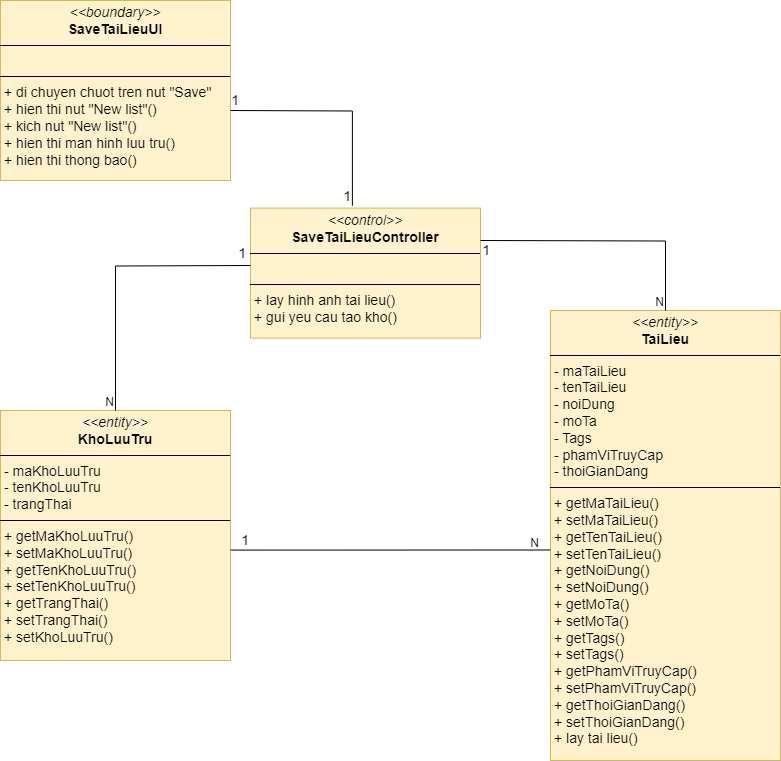 <<boundary>>
SaveTaiLieuUI
+ di chuyen chuot tren nut "Save"
+ hien thi nut "New list"()
+ kich nut "New list"()
+ hien thi man hinh luu tru()
+ hien thi thong bao()
1
1
<<control>>
SaveTaiLieuController
+ lay hinh anh tai lieu()
+ gui yeu cau tao kho()
1
1
N
N
<<entity>>
TaiLieu
- maTaiLieu
- tenTaiLieu
- noiDung
- moTa
- Tags
- phamViTruyCap
- thoiGianDang
+ getMaTaiLieu()
+ setMaTaiLieu()
+ getTenTaiLieu()
+ setTenTaiLieu()
+ getNoiDung()
+ setNoiDung()
+ getMoTa()
+ setMoTa()
+ getTags()
+ setTags()
+ getPhamViTruyCap()
+ setPhamViTruyCap()
+ getThoiGianDang()
+ setThoiGianDang()
+ lay tai lieu()
<<entity>>
KhoLuuTru
- maKhoLuuTru
- tenKhoLuuTru
- trangThai
+ getMaKhoLuuTru()
+ setMaKhoLuuTru()
+ getTenKhoLuuTru()
+ setTenKhoLuuTru()
+ getTrangThai()
+ setTrangThai()
+ setKhoLuuTru()
1
N